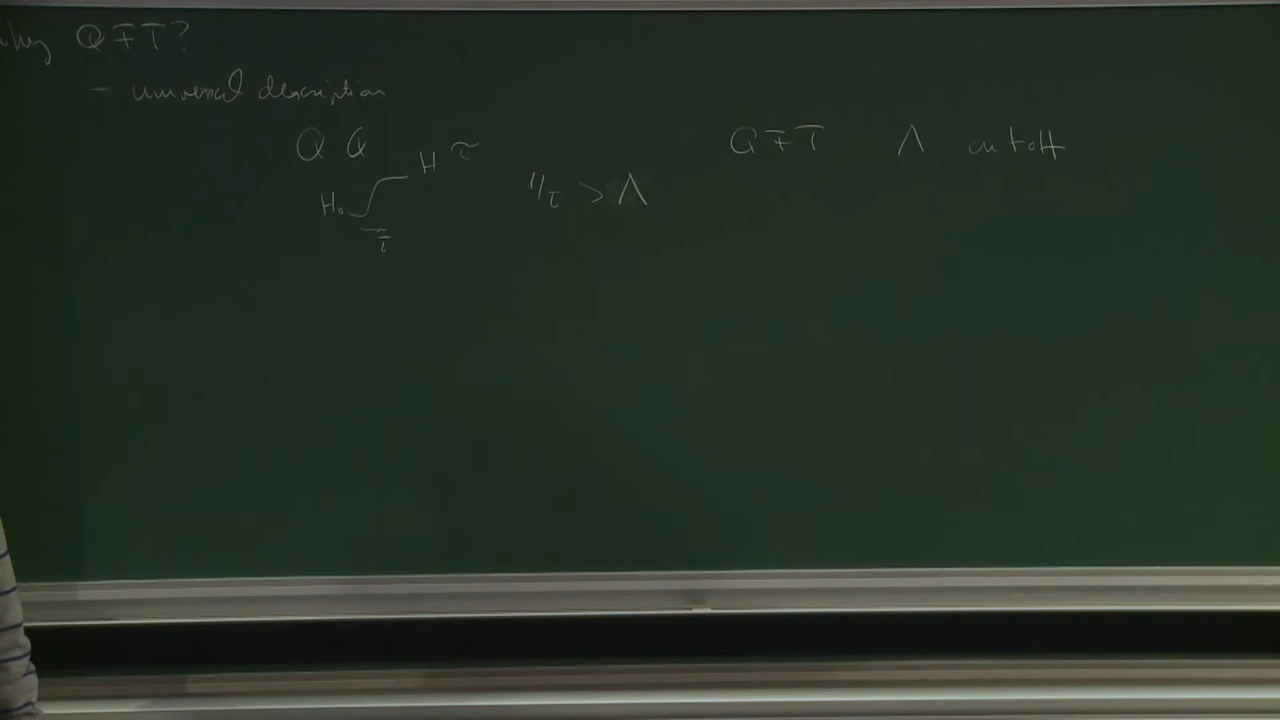 Why QFT?
- universal description
QQ QFT Λ cutoff
H τ
1/τ > Λ
H₀
τ